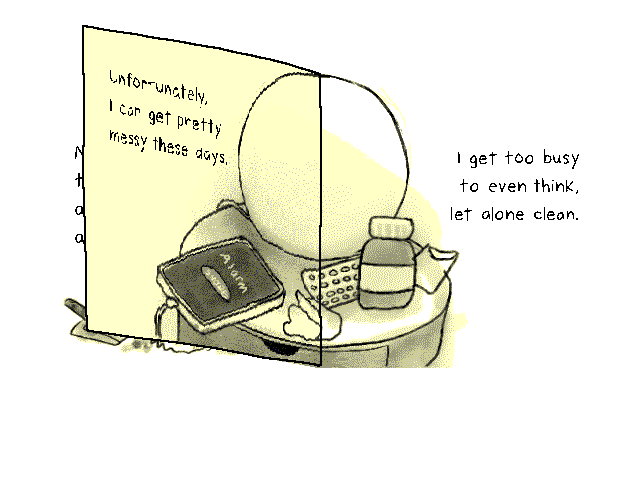 Unfortunately,
I can get pretty
messy these days.
N
t
a
a
Alarm
I get too busy
to even think,
let alone clean.